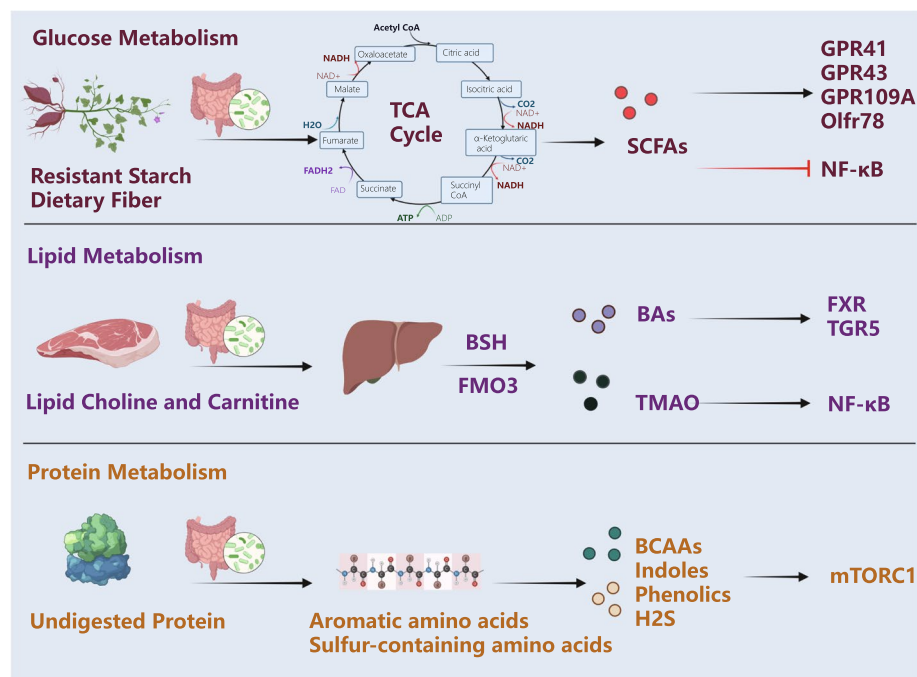 Glucose Metabolism
Resistant Starch
Dietary Fiber
Acetyl CoA
Oxaloacetate
Citric acid
NADH
NAD+
Malate
Isocitric acid
TCA
Cycle
CO2
NAD+
NADH
H2O
Fumarate
α-Ketoglutaric
acid
CO2
NAD+
NADH
FADH2
FAD
Succinate
Succinyl
CoA
ATP
ADP
SCFAs
GPR41
GPR43
GPR109A
Olfr78
NF-κB
Lipid Metabolism
Lipid Choline and Carnitine
BSH
FMO3
BAs
FXR
TGR5
TMAO
NF-κB
Protein Metabolism
Undigested Protein
Aromatic amino acids
Sulfur-containing amino acids
BCAAs
Indoles
Phenolics
H2S
mTORC1